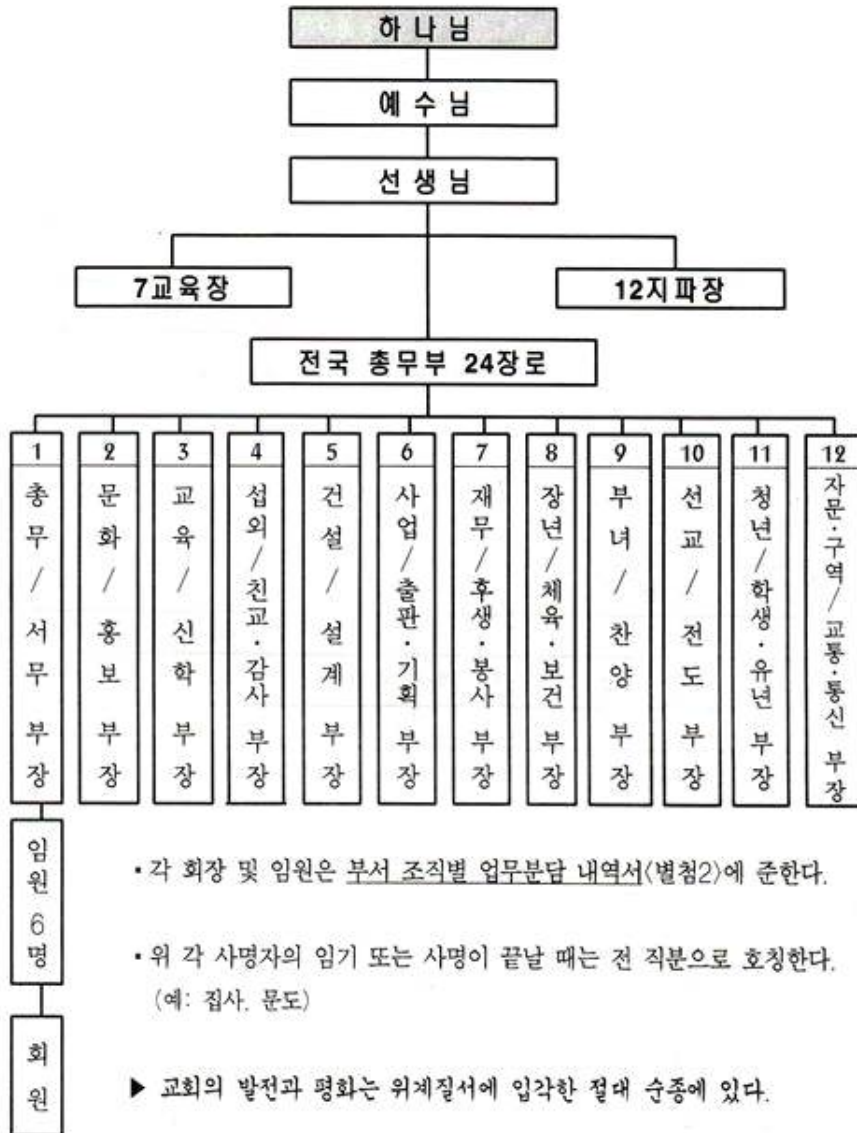 하나님
예수님
선생님
7교육장
12지파장
전국 총무부 24장로
1
총무/서무 부장
2
문화/홍보 부장
3
교육/신학 부장
4
섭외/친교·감사 부장
5
건설/설계 부장
6
사업/출판·기획 부장
7
재무/후생·봉사 부장
8
장년/체육·보건 부장
9
부녀/찬양 부장
10
선교/전도 부장
11
청년/학생·유년 부장
12
자문·구역/교통·통신 부장
임원 6명
회원
▪각 회장 및 임원은 부서 조직별 업무분담 내역서〈별첨2〉에 준한다.
▪위 각 사명자의 임기 또는 사명이 끝날 때는 전 직분으로 호칭한다.
(예: 집사. 문도)
▶ 교회의 발전과 평화는 위계질서에 입각한 절대 순종에 있다.